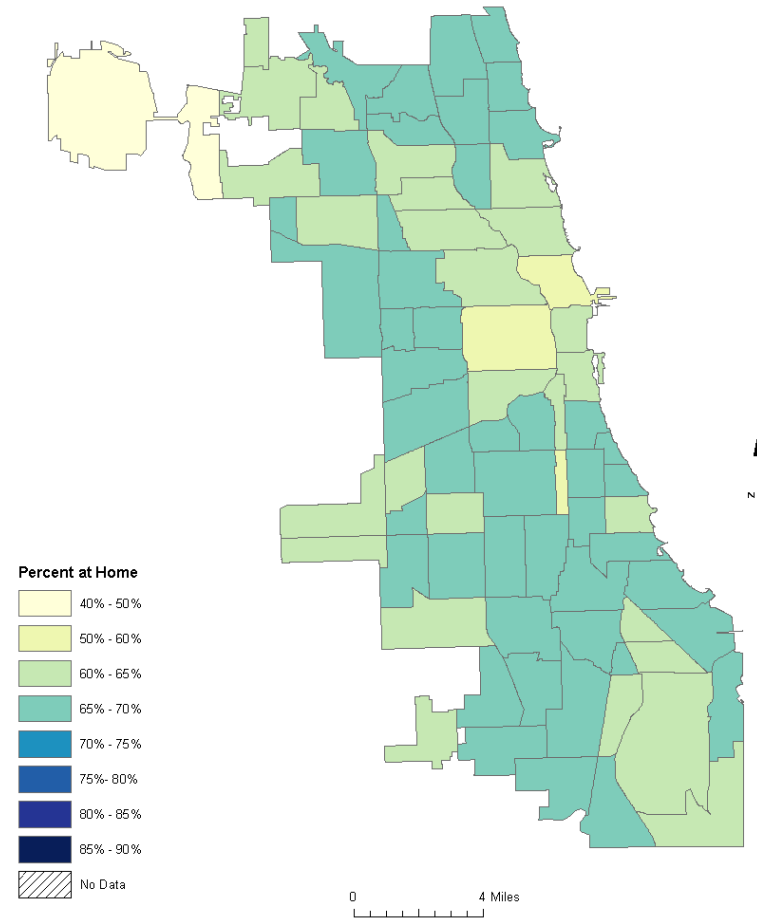 z
Percent at Home
40% - 50%
50% - 60%
60% - 65%
65% - 70%
70% - 75%
75%- 80%
80% - 85%
85% - 90%
No Data
0 4 Miles